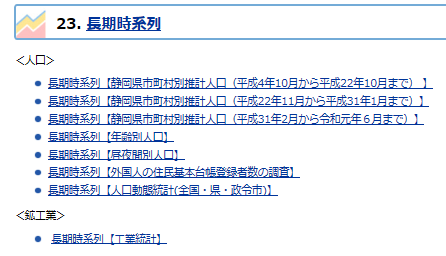 23. 長期時系列
<人口>
長期時系列【静岡県市町村別推計人口（平成4年10月から平成22年10月まで）】
長期時系列【静岡県市町村別推計人口（平成22年11月から平成31年1月まで）】
長期時系列【静岡県市町村別推計人口（平成31年2月から令和元年６月まで）】
長期時系列【年齢別人口】
長期時系列【昼夜間別人口】
長期時系列【外国人の住民基本台帳登録者数の調査】
長期時系列【人口動態統計(全国・県・政令市)】
<鉱工業>
長期時系列【工業統計】